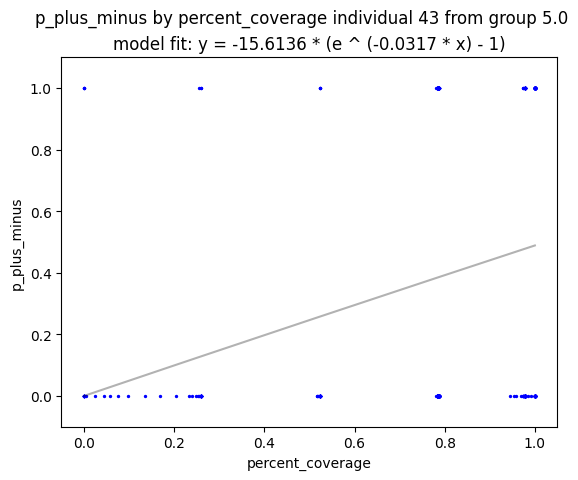 p_plus_minus by percent_coverage individual 43 from group 5.0
model fit: y = -15.6136 * (e ^ (-0.0317 * x) - 1)
1.0
0.8
0.6
0.4
0.2
0.0
p_plus_minus
0.0 0.2 0.4 0.6 0.8 1.0
percent_coverage